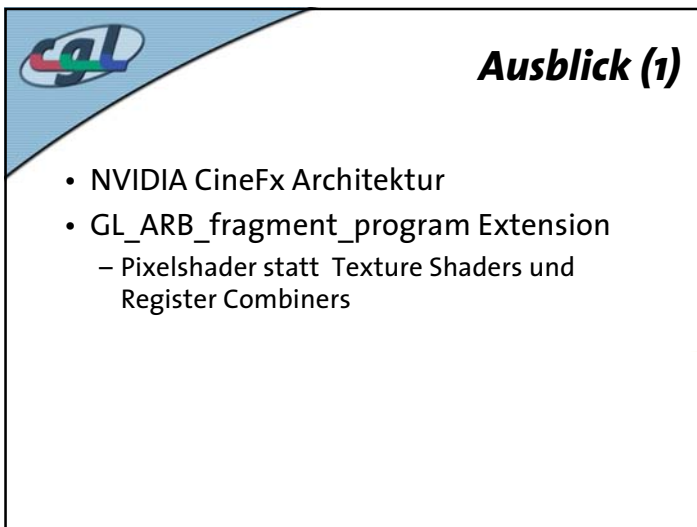 cgl
Ausblick (1)
• NVIDIA CineFx Architektur
• GL_ARB_fragment_program Extension
– Pixelshader statt Texture Shaders und
Register Combiners